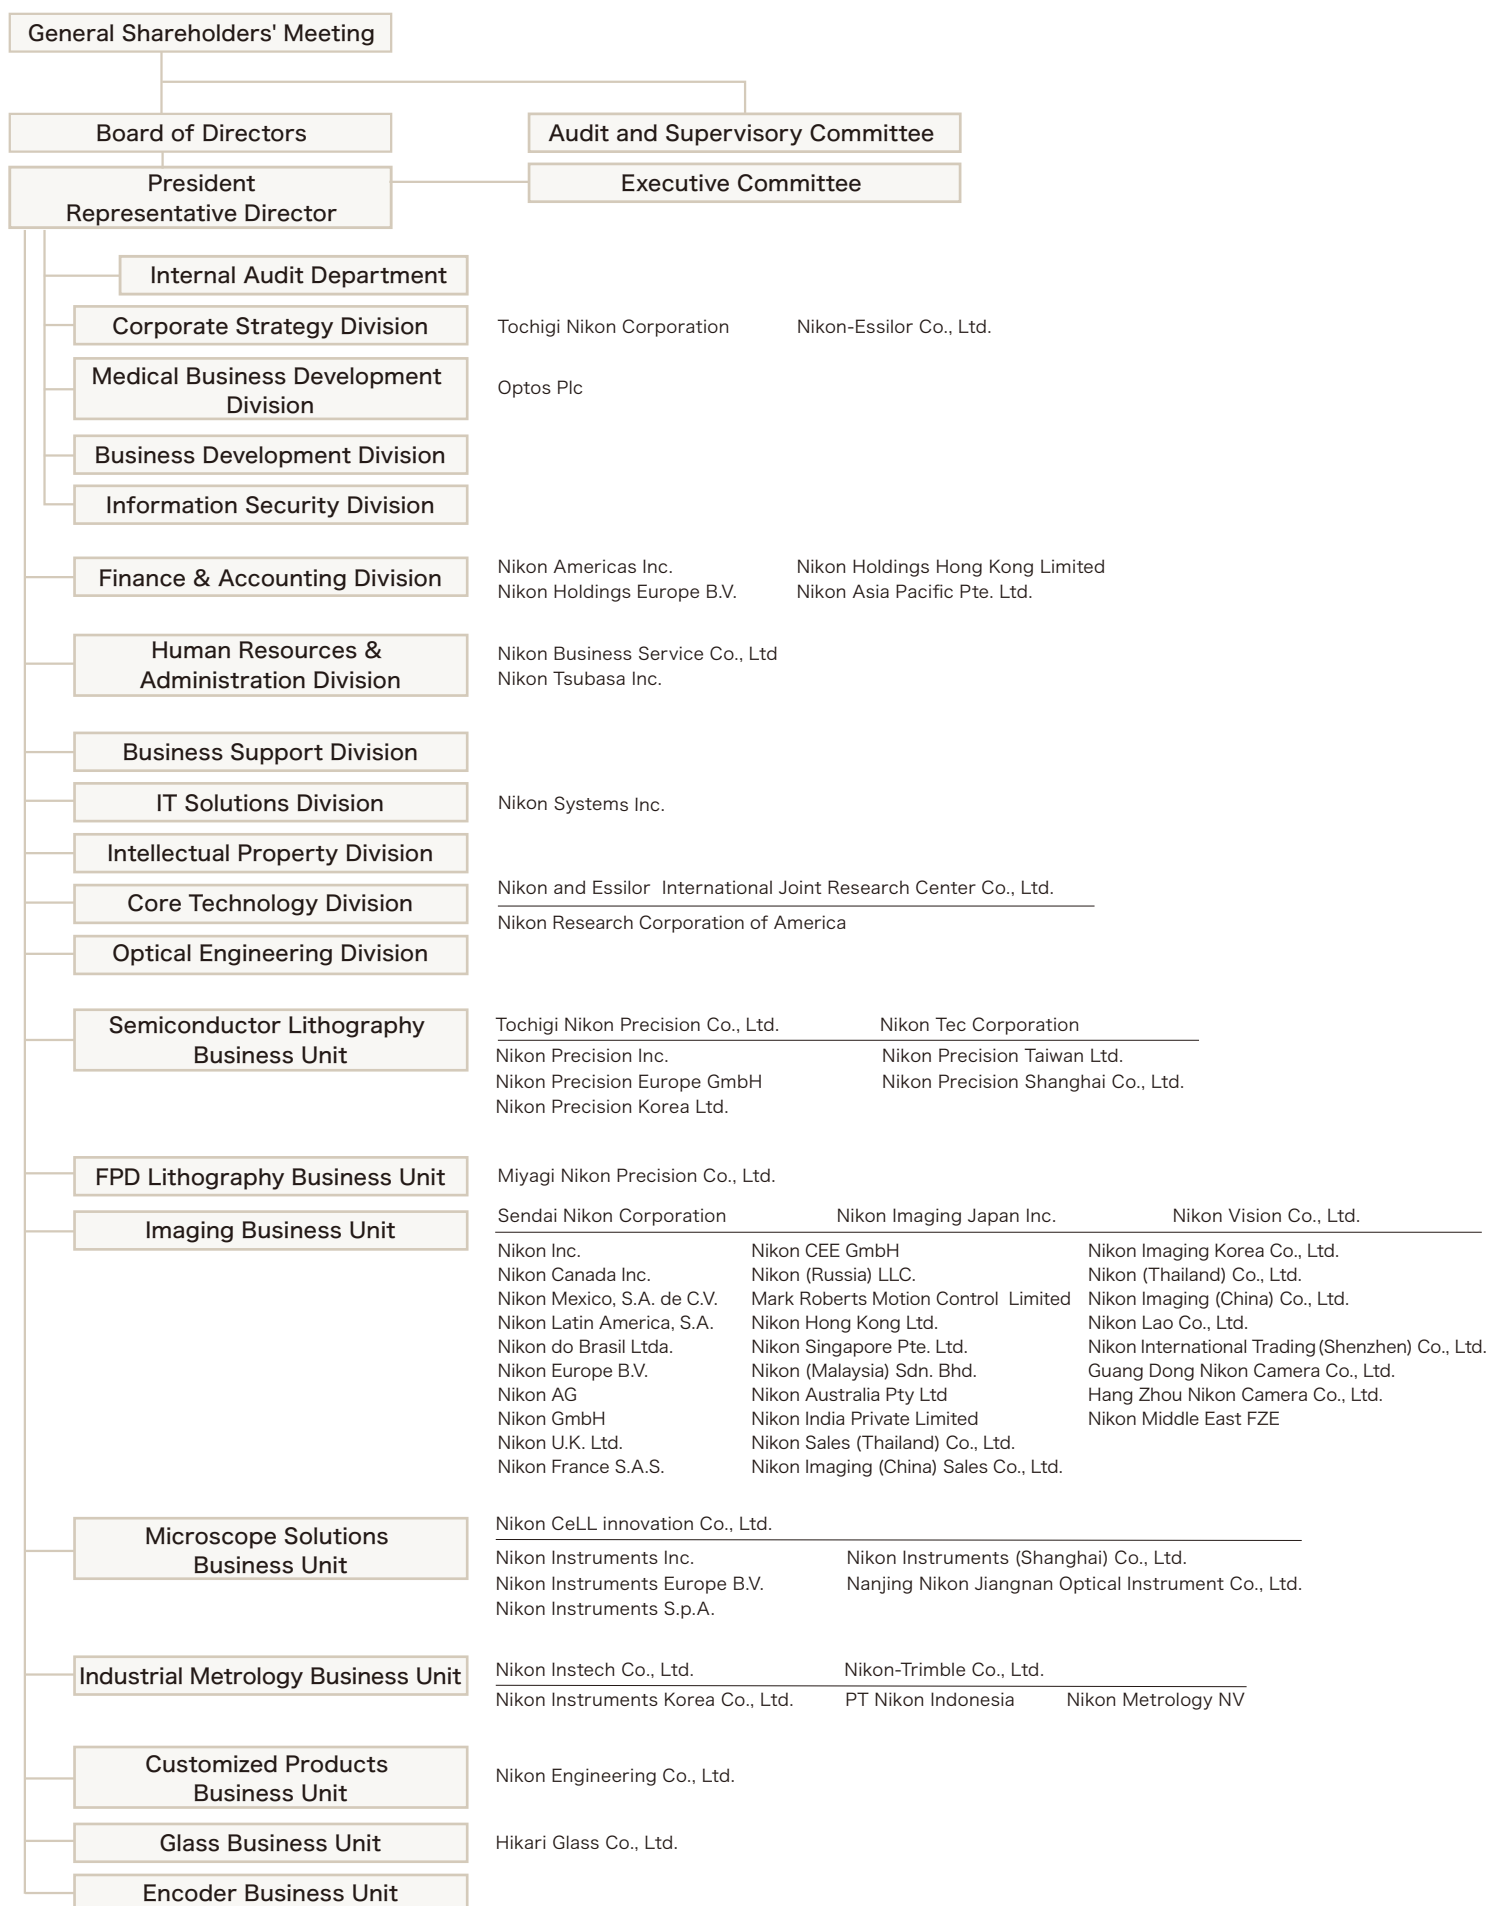 General Shareholders' Meeting
Board of Directors
Audit and Supervisory Committee
President
Representative Director
Executive Committee
Internal Audit Department
Corporate Strategy Division
Tochigi Nikon Corporation Nikon-Essilor Co., Ltd.
Medical Business Development
Division
Optos Plc
Business Development Division
Information Security Division
Finance & Accounting Division
Nikon Americas Inc. Nikon Holdings Hong Kong Limited
Nikon Holdings Europe B.V. Nikon Asia Pacific Pte. Ltd.
Human Resources &
Administration Division
Nikon Business Service Co., Ltd
Nikon Tsubasa Inc.
Business Support Division
IT Solutions Division
Nikon Systems Inc.
Intellectual Property Division
Core Technology Division
Nikon and Essilor International Joint Research Center Co., Ltd.
Nikon Research Corporation of America
Optical Engineering Division
Semiconductor Lithography
Business Unit
Tochigi Nikon Precision Co., Ltd. Nikon Tec Corporation
Nikon Precision Inc. Nikon Precision Taiwan Ltd.
Nikon Precision Europe GmbH Nikon Precision Shanghai Co., Ltd.
Nikon Precision Korea Ltd.
FPD Lithography Business Unit
Miyagi Nikon Precision Co., Ltd.
Imaging Business Unit
Sendai Nikon Corporation Nikon Imaging Japan Inc. Nikon Vision Co., Ltd.
Nikon Inc. Nikon CEE GmbH Nikon Imaging Korea Co., Ltd.
Nikon Canada Inc. Nikon (Russia) LLC. Nikon (Thailand) Co., Ltd.
Nikon Mexico, S.A. de C.V. Mark Roberts Motion Control Limited Nikon Imaging (China) Co., Ltd.
Nikon Latin America, S.A. Nikon Hong Kong Ltd. Nikon Lao Co., Ltd.
Nikon do Brasil Ltda. Nikon Singapore Pte. Ltd. Nikon International Trading (Shenzhen) Co., Ltd.
Nikon Europe B.V. Nikon (Malaysia) Sdn. Bhd. Guang Dong Nikon Camera Co., Ltd.
Nikon AG Nikon Australia Pty Ltd Hang Zhou Nikon Camera Co., Ltd.
Nikon GmbH Nikon India Private Limited Nikon Middle East FZE
Nikon U.K. Ltd. Nikon Sales (Thailand) Co., Ltd.
Nikon France S.A.S. Nikon Imaging (China) Sales Co., Ltd.
Microscope Solutions
Business Unit
Nikon CeLL innovation Co., Ltd.
Nikon Instruments Inc. Nikon Instruments (Shanghai) Co., Ltd.
Nikon Instruments Europe B.V. Nanjing Nikon Jiangnan Optical Instrument Co., Ltd.
Nikon Instruments S.p.A.
Industrial Metrology Business Unit
Nikon Instech Co., Ltd. Nikon-Trimble Co., Ltd.
Nikon Instruments Korea Co., Ltd. PT Nikon Indonesia Nikon Metrology NV
Customized Products
Business Unit
Nikon Engineering Co., Ltd.
Glass Business Unit
Hikari Glass Co., Ltd.
Encoder Business Unit